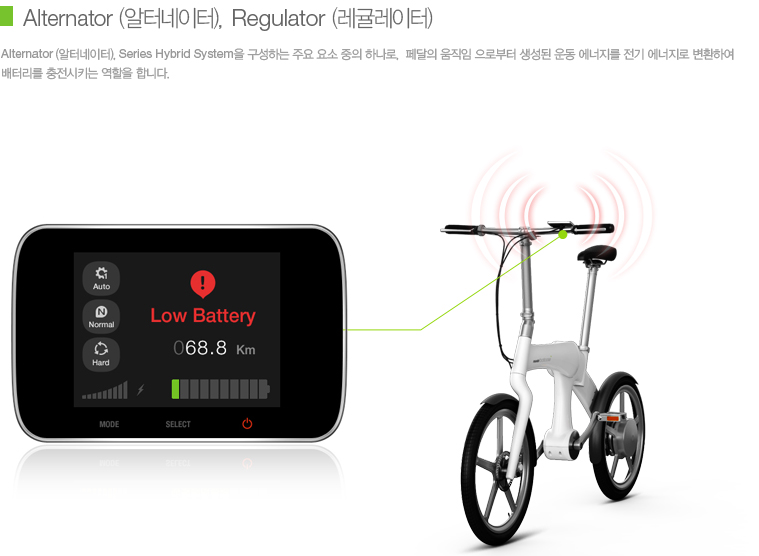 Alternator (알터네이터), Regulator (레귤레이터)
Alternator (알터네이터), Series Hybrid System을 구성하는 주요 요소 중의 하나로, 페달의 움직임 으로부터 생성된 운동 에너지를 전기 에너지로 변환하여
배터리를 충전시키는 역할을 합니다.
Auto
Low Battery
Normal
068.8 Km
Hard
MODE SELECT